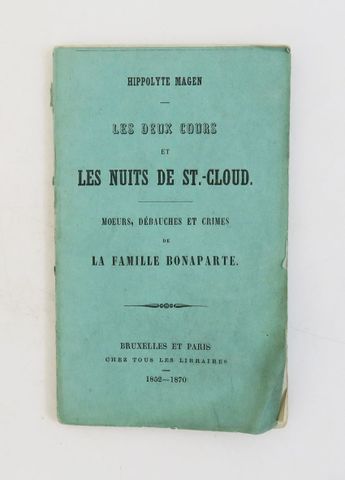 HIPPOLYTE MAGEN
LES DEUX COURS
ET
LES NUITS DE ST.-CLOUD.
MOEURS, DÉBAUCHES ET CRIMES
DE
LA FAMILLE BONAPARTE.
BRUXELLES ET PARIS
CHEZ TOUS LES LIBRAIRES
1852—1870